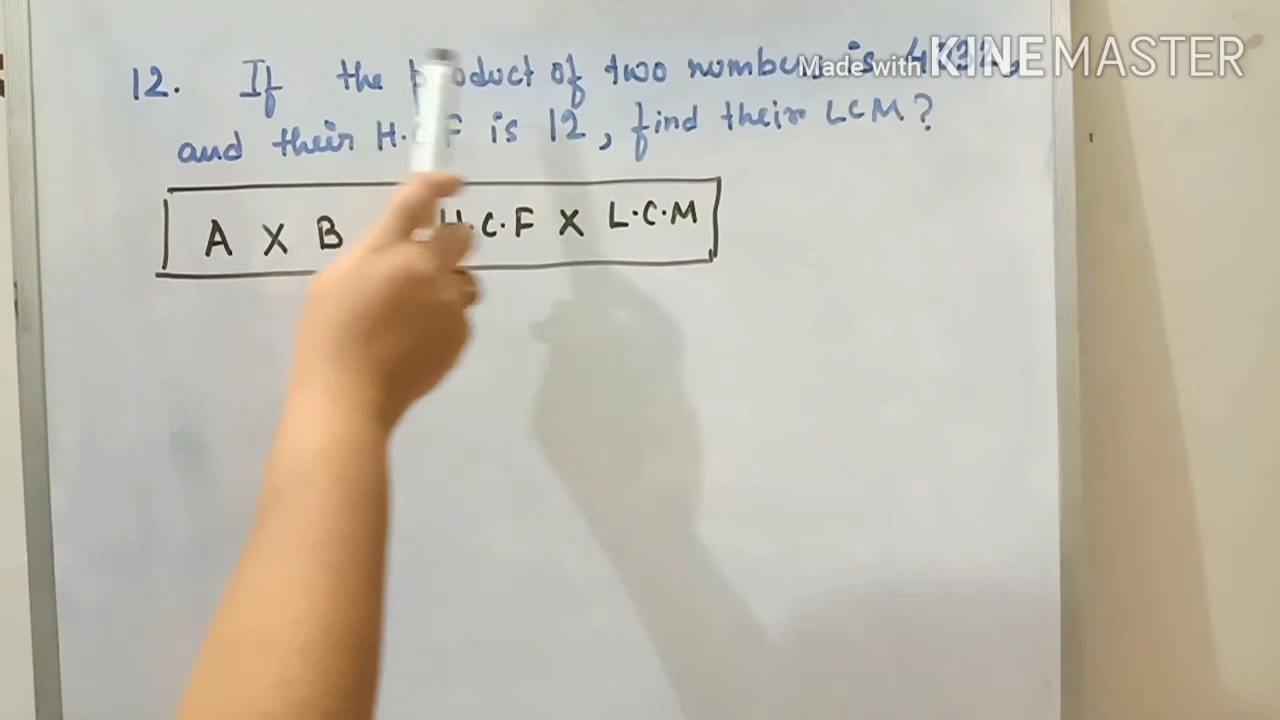 12. If the product of two numbers is
and their H.C.F is 12, find their LCM?
A X B H.C.F X L.C.M
Made with KINEMASTER